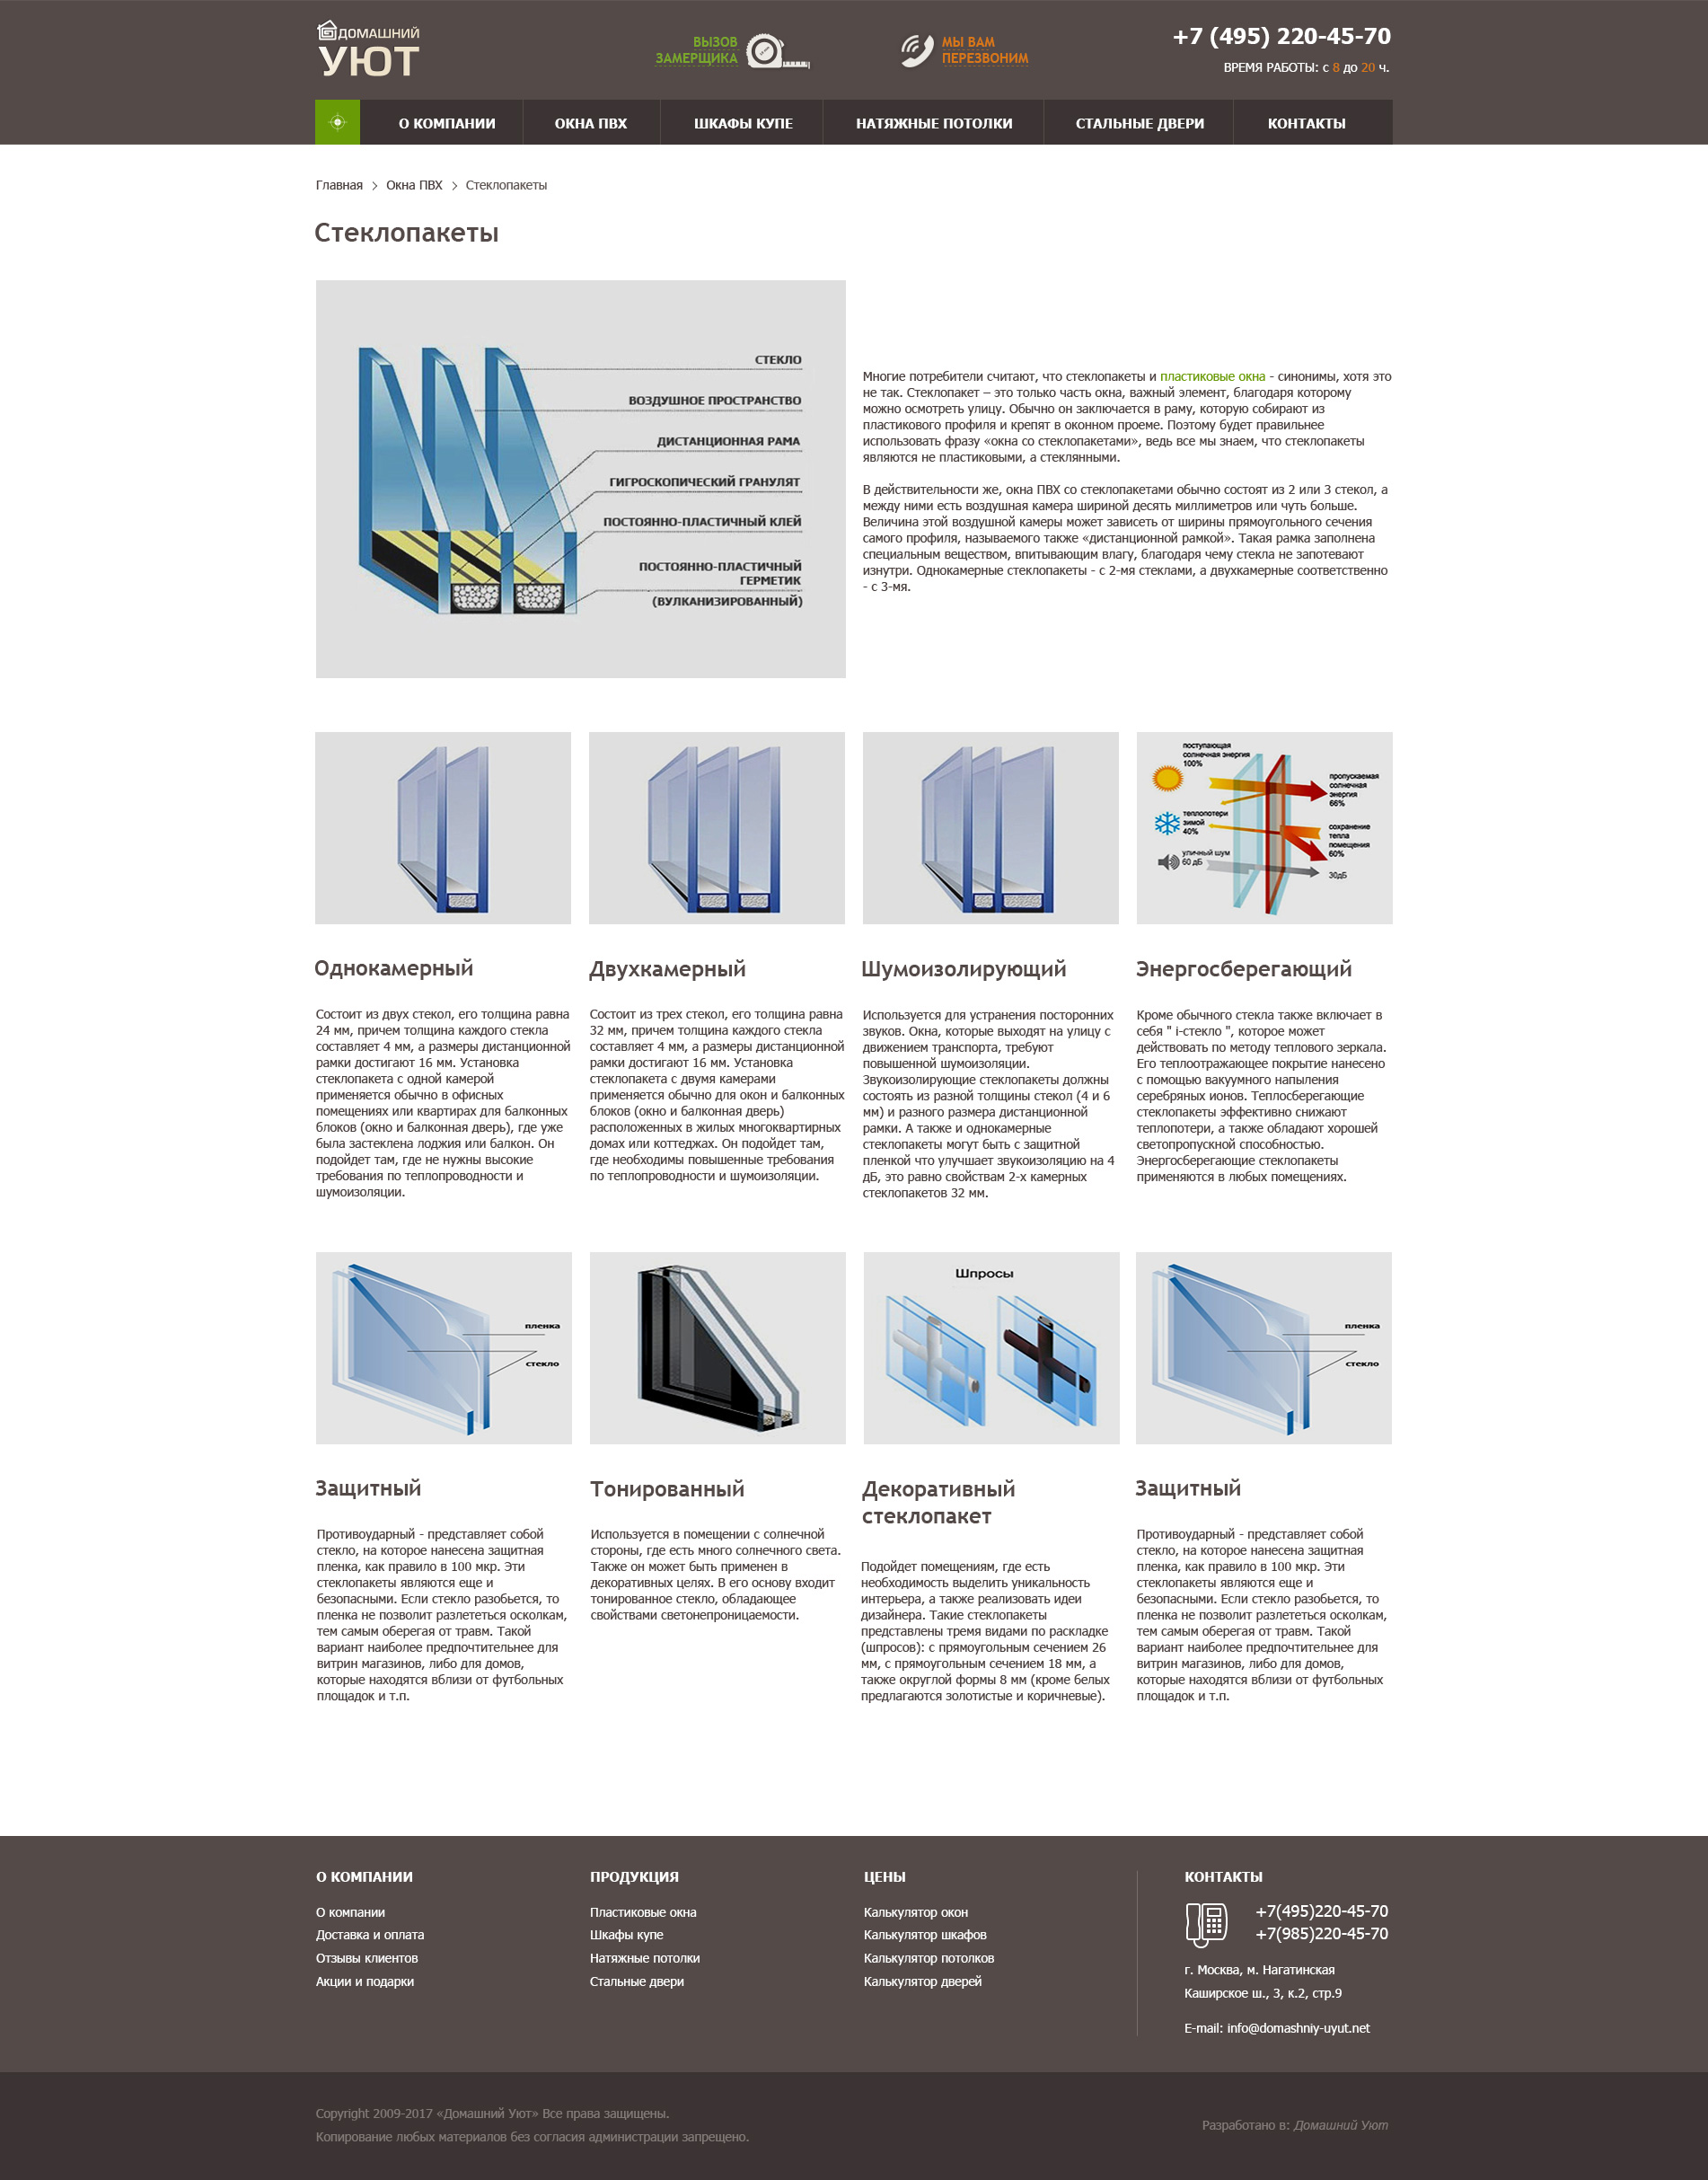 ДОМАШНИЙ
УЮТ
ВЫЗОВ
ЗАМЕРЩИКА
МЫ ВАМ
ПЕРЕЗВОНИМ
+7 (495) 220-45-70
ВРЕМЯ РАБОТЫ: с 8 до 20 ч.
О КОМПАНИИ
ОКНА ПВХ
ШКАФЫ КУПЕ
НАТЯЖНЫЕ ПОТОЛКИ
СТАЛЬНЫЕ ДВЕРИ
КОНТАКТЫ
Главная > Окна ПВХ > Стеклопакеты
Стеклопакеты
СТЕКЛО
ВОЗДУШНОЕ ПРОСТРАНСТВО
ДИСТАНЦИОННАЯ РАМА
ГИГРОСКОПИЧЕСКИЙ ГРАНУЛЯТ
ПОСТОЯННО-ПЛАСТИЧНЫЙ КЛЕЙ
ПОСТОЯННО-ПЛАСТИЧНЫЙ
ГЕРМЕТИК
(ВУЛКАНИЗИРОВАННЫЙ)
Многие потребители считают, что стеклопакеты и пластиковые окна - синонимы, хотя это
не так. Стеклопакет – это только часть окна, важный элемент, благодаря которому
можно осмотреть улицу. Обычно он заключается в раму, которую собирают из
пластикового профиля и крепят в оконном проеме. Поэтому будет правильнее
использовать фразу «окна со стеклопакетами», ведь все мы знаем, что стеклопакеты
являются не пластиковыми, а стеклянными.
В действительности же, окна ПВХ со стеклопакетами обычно состоят из 2 или 3 стекол, а
между ними есть воздушная камера шириной десять миллиметров или чуть больше.
Величина этой воздушной камеры может зависеть от ширины прямоугольного сечения
самого профиля, называемого также «дистанционной рамкой». Такая рамка заполнена
специальным веществом, впитывающим влагу, благодаря чему стекла не запотевают
изнутри. Однокамерные стеклопакеты - с 2-мя стеклами, а двухкамерные соответственно
- с 3-мя.
поступающая
солнечная энергия
100%
пропускаемая
солнечная
энергия
66%
теплопотери
зимой
40%
сохранение
тепла
помещения
60%
уличный шум
60 дБ
30дБ
Однокамерный
Состоит из двух стекол, его толщина равна
24 мм, причем толщина каждого стекла
составляет 4 мм, а размеры дистанционной
рамки достигают 16 мм. Установка
стеклопакета с одной камерой
применяется обычно в офисных
помещениях или квартирах для балконных
блоков (окно и балконная дверь), где уже
была застеклена лоджия или балкон. Он
подойдет там, где не нужны высокие
требования по теплопроводности и
шумоизоляции.
Двухкамерный
Состоит из трех стекол, его толщина равна
32 мм, причем толщина каждого стекла
составляет 4 мм, а размеры дистанционной
рамки достигают 16 мм. Установка
стеклопакета с двумя камерами
применяется обычно для окон и балконных
блоков (окно и балконная дверь)
расположенных в жилых многоквартирных
домах или коттеджах. Он подойдет там,
где необходимы повышенные требования
по теплопроводности и шумоизоляции.
Шумоизолирующий
Используется для устранения посторонних
звуков. Окна, которые выходят на улицу с
движением транспорта, требуют
повышенной шумоизоляции.
Звукоизолирующие стеклопакеты должны
состоять из разной толщины стекол (4 и 6
мм) и разного размера дистанционной
рамки. А также и однокамерные
стеклопакеты могут быть с защитной
пленкой что улучшает звукоизоляцию на 4
дБ, это равно свойствам 2-х камерных
стеклопакетов 32 мм.
Энергосберегающий
Кроме обычного стекла также включает в
себя " i-стекло ", которое может
действовать по методу теплового зеркала.
Его теплоотражающее покрытие нанесено
с помощью вакуумного напыления
серебряных ионов. Теплосберегающие
стеклопакеты эффективно снижают
теплопотери, а также обладают хорошей
светопропускной способностью.
Энергосберегающие стеклопакеты
применяются в любых помещениях.
пленка
стекло
Шпросы
пленка
стекло
Защитный
Противоударный - представляет собой
стекло, на которое нанесена защитная
пленка, как правило в 100 мкр. Эти
стеклопакеты являются еще и
безопасными. Если стекло разобьется, то
пленка не позволит разлететься осколкам,
тем самым оберегая от травм. Такой
вариант наиболее предпочтительнее для
витрин магазинов, либо для домов,
которые находятся вблизи от футбольных
площадок и т.п.
Тонированный
Используется в помещении с солнечной
стороны, где есть много солнечного света.
Также он может быть применен в
декоративных целях. В его основу входит
тонированное стекло, обладающее
свойствами светонепроницаемости.
Декоративный
стеклопакет
Подойдет помещениям, где есть
необходимость выделить уникальность
интерьера, а также реализовать идеи
дизайнера. Такие стеклопакеты
представлены тремя видами по раскладке
(шпросов): с прямоугольным сечением 26
мм, с прямоугольным сечением 18 мм, а
также округлой формы 8 мм (кроме белых
предлагаются золотистые и коричневые).
Защитный
Противоударный - представляет собой
стекло, на которое нанесена защитная
пленка, как правило в 100 мкр. Эти
стеклопакеты являются еще и
безопасными. Если стекло разобьется, то
пленка не позволит разлететься осколкам,
тем самым оберегая от травм. Такой
вариант наиболее предпочтительнее для
витрин магазинов, либо для домов,
которые находятся вблизи от футбольных
площадок и т.п.
О КОМПАНИИ
О компании
Доставка и оплата
Отзывы клиентов
Акции и подарки
ПРОДУКЦИЯ
Пластиковые окна
Шкафы купе
Натяжные потолки
Стальные двери
ЦЕНЫ
Калькулятор окон
Калькулятор шкафов
Калькулятор потолков
Калькулятор дверей
КОНТАКТЫ
+7(495)220-45-70
+7(985)220-45-70
г. Москва, м. Нагатинская
Каширское ш., 3, к.2, стр.9
E-mail: info@domashniy-uyut.net
Copyright 2009-2017 «Домашний Уют» Все права защищены.
Копирование любых материалов без согласия администрации запрещено.
Разработано в: Домашний Уют